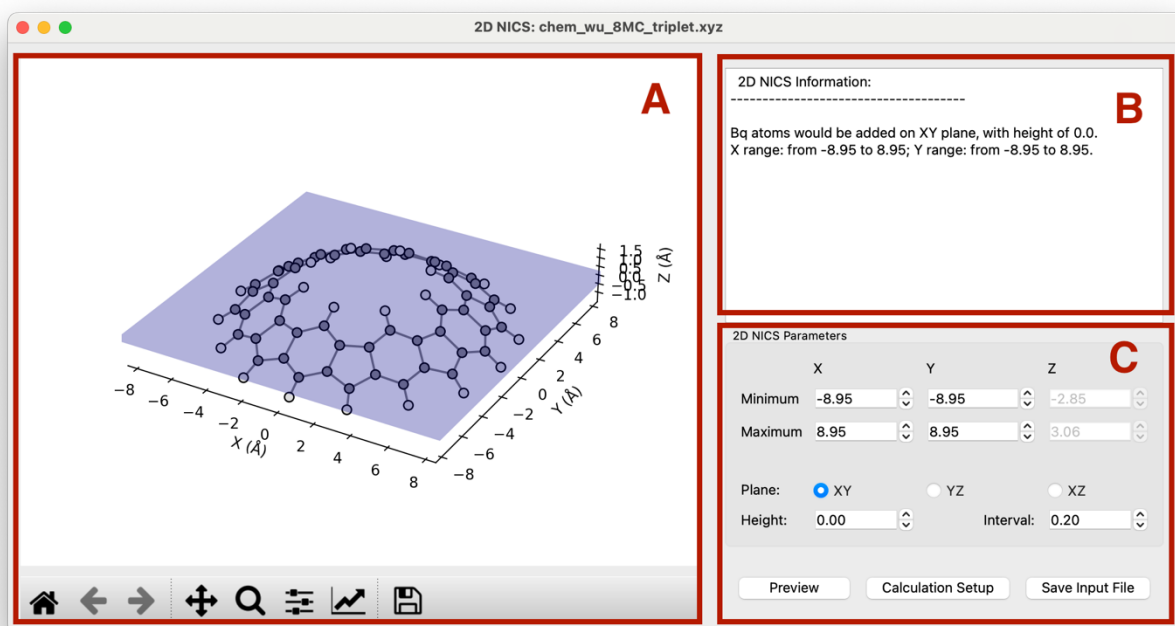 2D NICS: chem_wu_8MC_triplet.xyz
A
1.5
1.0
0.5
0.0
−0.5
−1.0
Z (Å)
8
6
4
2
0
−2
−4
−6
−8
Y (Å)
−8
−6
−4
−2
0
2
4
6
8
X (Å)
B
2D NICS Information:
-------------------------------------
Bq atoms would be added on XY plane, with height of 0.0.
X range: from -8.95 to 8.95; Y range: from -8.95 to 8.95.
2D NICS Parameters
C
X Y Z
Minimum -8.95 -8.95 -2.85
Maximum 8.95 8.95 3.06
Plane: XY YZ XZ
Height: 0.00 Interval: 0.20
Preview Calculation Setup Save Input File